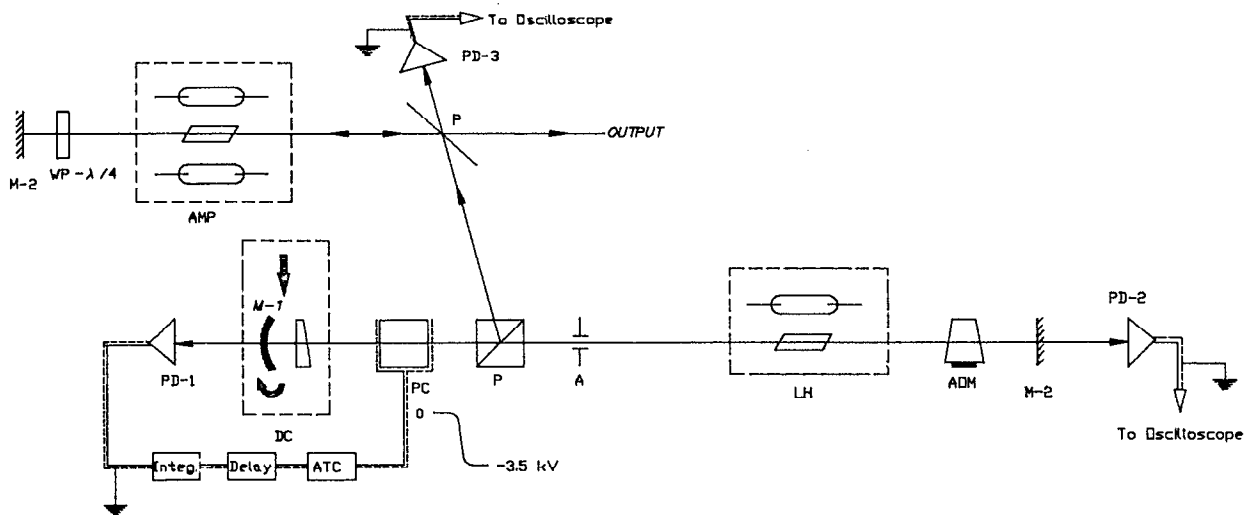 To Oscilloscope
PD-3
P
OUTPUT
M-2
WP-λ/4
AMP
M-1
PD-1
DC
PC
P
A
LH
AOM
M-2
PD-2
0
-3.5 kV
To Oscilloscope
Integ.
Delay
ATC